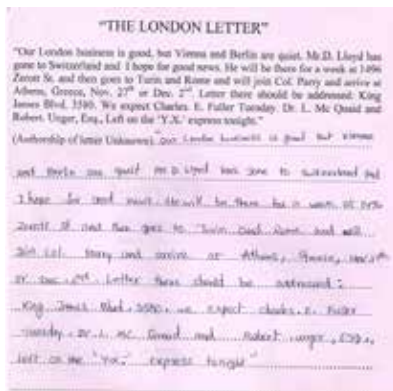 "THE LONDON LETTER"
"Our London business is good, but Vienna and Berlin are quiet. Mr.D. Lloyd has
gone to Switzerland and I hope for good news. He will be there for a week at 1496
Zerott St. and then goes to Turin and Rome and will join Col. Parry and arrive at
Athens, Greece, Nov. 27th or Dec. 2nd. Letter there should be addressed: King
James Blvd. 3580. We expect Charles. E. Fuller Tuesday. Dr. L. Mc Quaid and
Robert. Unger, Esq., Left on the 'Y.X.' express tonight."
(Authorship of letter Unknown) "Our London business is good but Vienna
and Berlin are quiet Mr D. Lloyd has gone to Switzerland and
I hope for good news. He will be there for a week at
Zerott St and then goes to Turin and Rome and will
Join Col. Parry and arrive at Athens, Greece, Nov
or Dec. 2nd. Letter there should be addressed:
King James Blvd. 3580, we expect charles. E. Fuller
Tuesday. Dr. L. MC Quaid and Robert unger, ESQ.,
left on the "Y.X." express tonight"